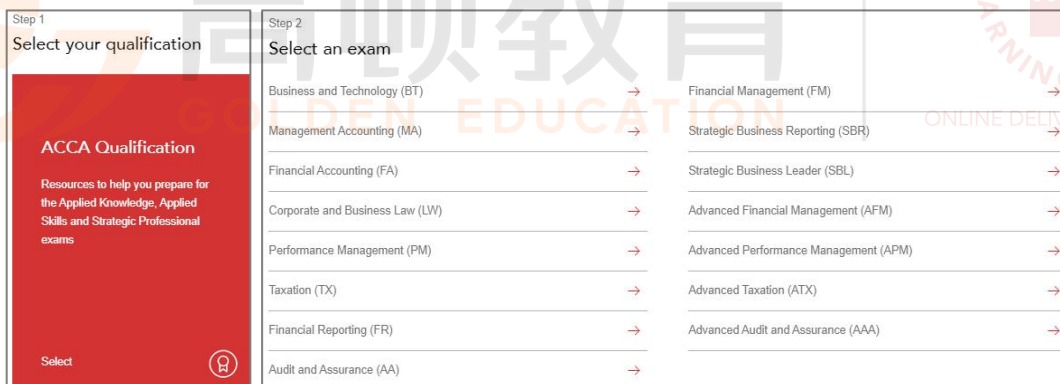 Step 1
Select your qualification
ACCA Qualification
Resources to help you prepare for
the Applied Knowledge, Applied
Skills and Strategic Professional
exams
Select
Step 2
Select an exam
Business and Technology (BT)
Management Accounting (MA)
Financial Accounting (FA)
Corporate and Business Law (LW)
Performance Management (PM)
Taxation (TX)
Financial Reporting (FR)
Audit and Assurance (AA)
Financial Management (FM)
Strategic Business Reporting (SBR)
Strategic Business Leader (SBL)
Advanced Financial Management (AFM)
Advanced Performance Management (APM)
Advanced Taxation (ATX)
Advanced Audit and Assurance (AAA)
高顿教育
GOLDEN EDUCATION
ONLINE